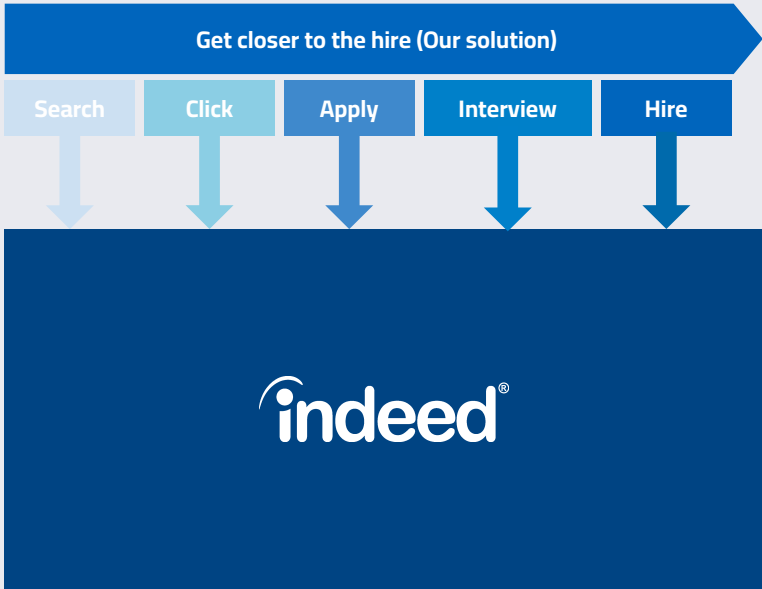 Get closer to the hire (Our solution)
Search Click Apply Interview Hire
indeed®